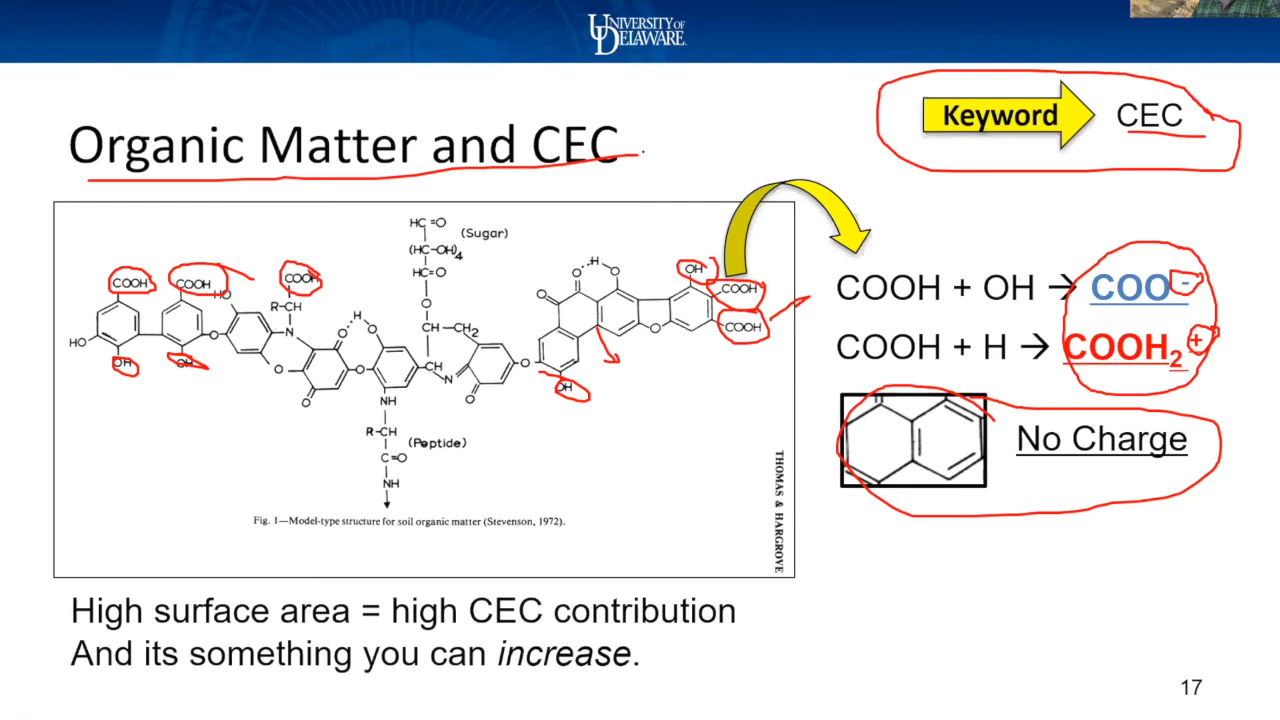 UNIVERSITY OF
DELAWARE.
Keyword CEC
Organic Matter and CEC
HC=O
(Sugar)
(HC-OH)4
HC=O
O
CH-CH2
COOH
COOH
COOH
HO
R-CH
N
H
O
HO
O
HO
OH
OH
O
O
O
O
O
CH
N
O
O
NH
R-CH
(Peptide)
C=O
NH
O
O
H
O
OH
COOH
COOH
O
OH
Fig. 1—Model-type structure for soil organic matter (Stevenson, 1972).
THOMAS & HARGROVE
COOH + OH → COO-
COOH + H → COOH2+
No Charge
High surface area = high CEC contribution
And its something you can increase.
17